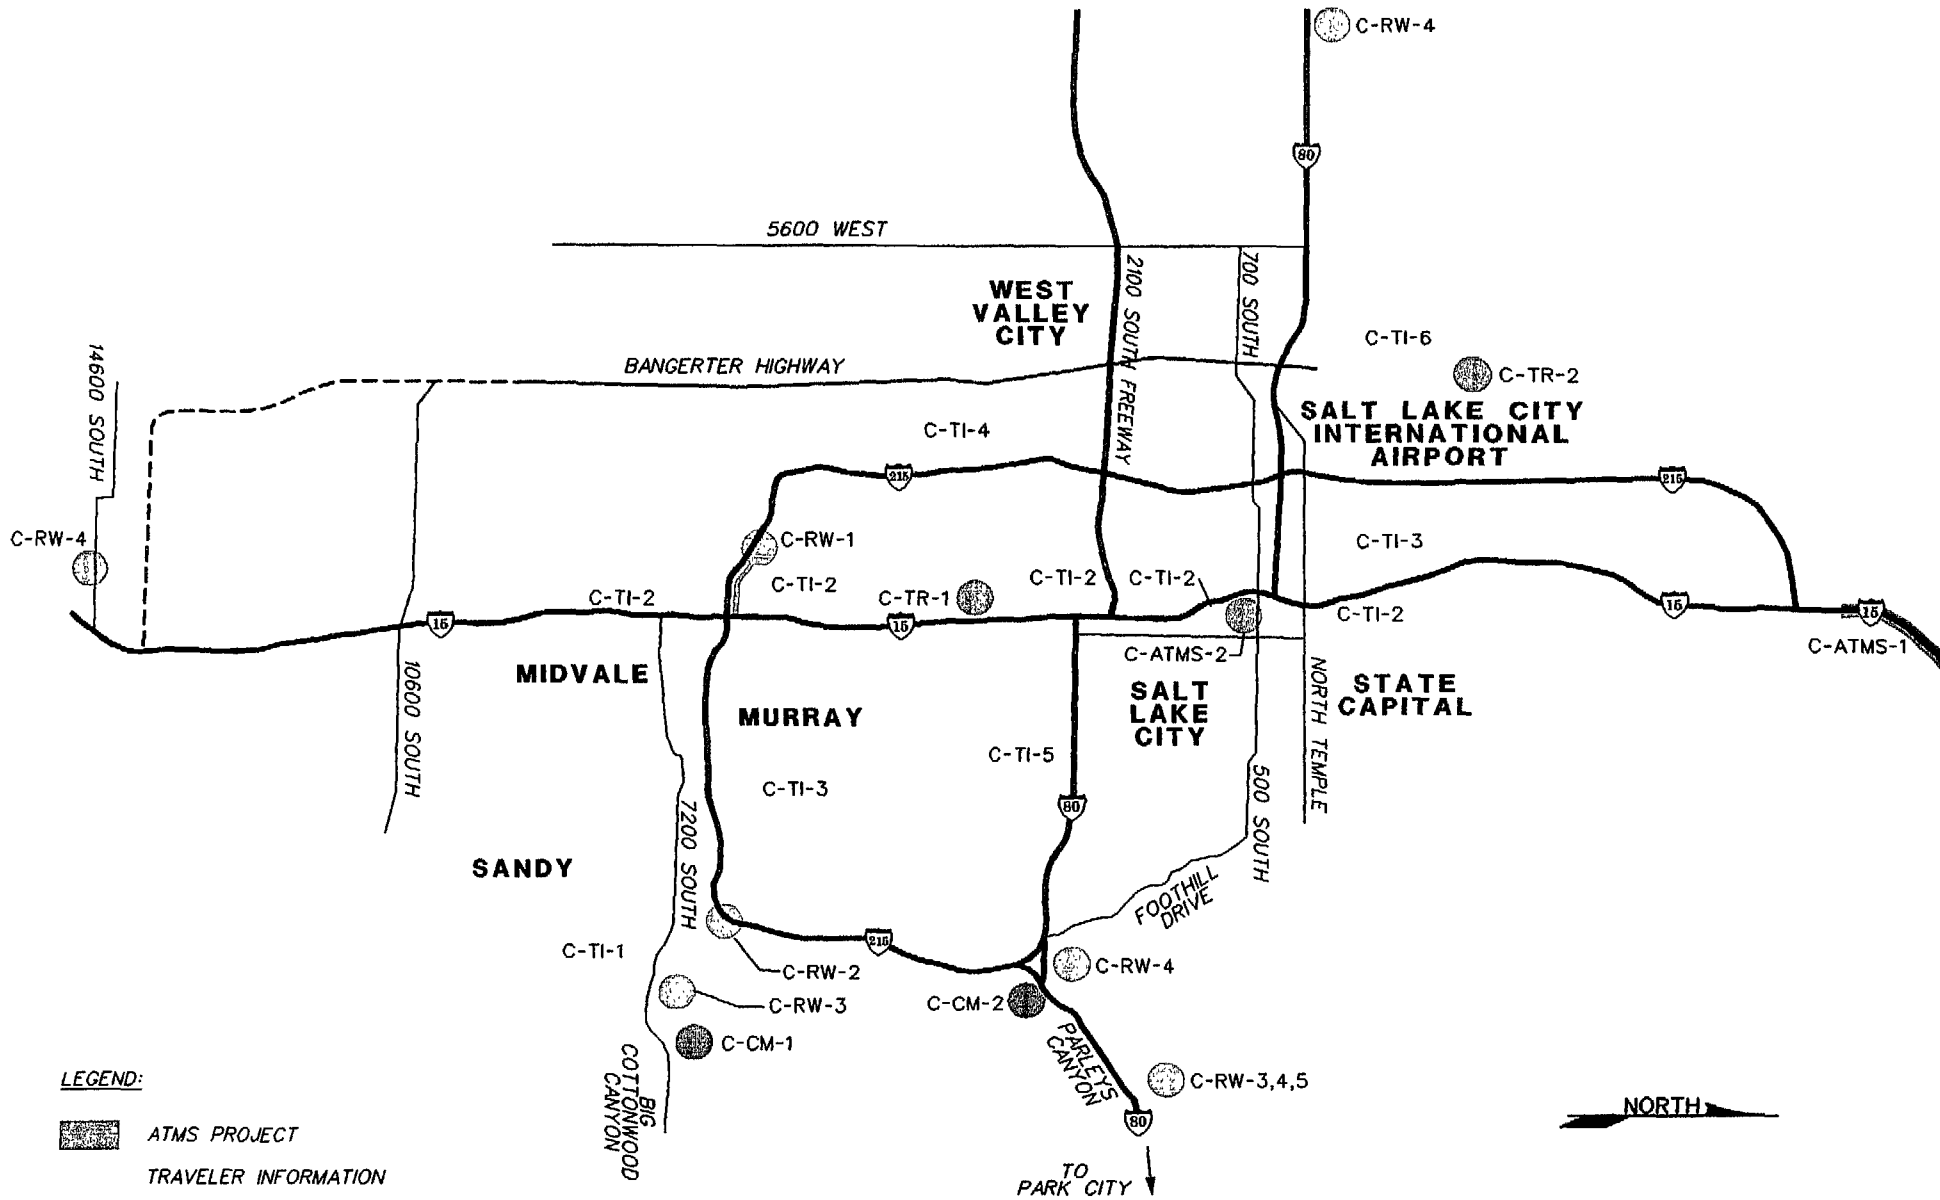 C-RW-4
80
5600 WEST
WEST
VALLEY
CITY
2100 SOUTH FREEWAY
700 SOUTH
C-TI-6
C-TR-2
SALT LAKE CITY
INTERNATIONAL
AIRPORT
14600 SOUTH
BANGERTER HIGHWAY
C-TI-4
215
215
C-RW-4
C-RW-1
C-TI-3
C-TI-2
C-TI-2
C-TR-1
C-TI-2
C-TI-2
C-TI-2
15
15
15
15
C-ATMS-1
C-ATMS-2
10600 SOUTH
MIDVALE
MURRAY
SALT
LAKE
CITY
STATE
CAPITAL
NORTH TEMPLE
C-TI-5
C-TI-3
80
7200 SOUTH
500 SOUTH
SANDY
FOOTHILL
DRIVE
C-TI-1
215
C-RW-2
C-RW-4
C-RW-3
C-CM-2
C-CM-1
PARLEYS
CANYON
BIG
COTTONWOOD
CANYON
C-RW-3,4,5
80
TO
PARK CITY
NORTH
LEGEND:
ATMS PROJECT
TRAVELER INFORMATION